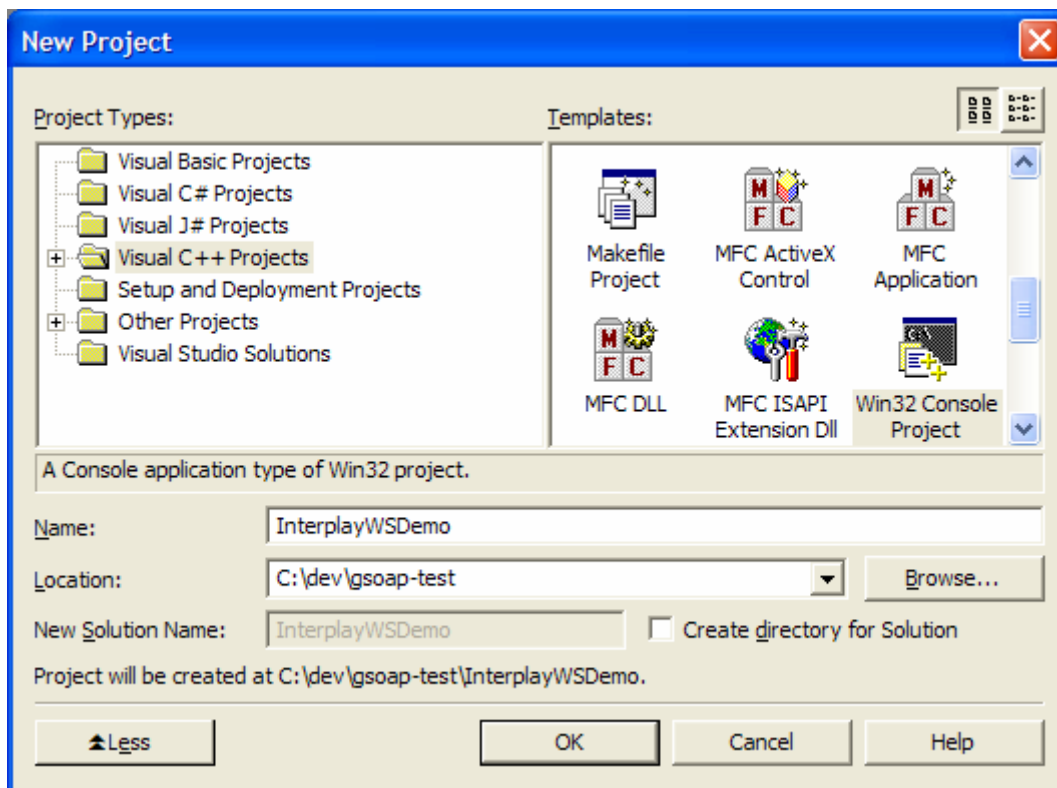 New Project
Project Types:
Templates:
Visual Basic Projects
Visual C# Projects
Visual J# Projects
Visual C++ Projects
Setup and Deployment Projects
Other Projects
Visual Studio Solutions
Makefile
Project
MFC ActiveX
Control
MFC
Application
MFC DLL
MFC ISAPI
Extension Dll
Win32 Console
Project
A Console application type of Win32 project.
Name:
InterplayWSDemo
Location:
C:\dev\gsoap-test
Browse...
New Solution Name:
InterplayWSDemo
Create directory for Solution
Project will be created at C:\dev\gsoap-test\InterplayWSDemo.
Less
OK
Cancel
Help